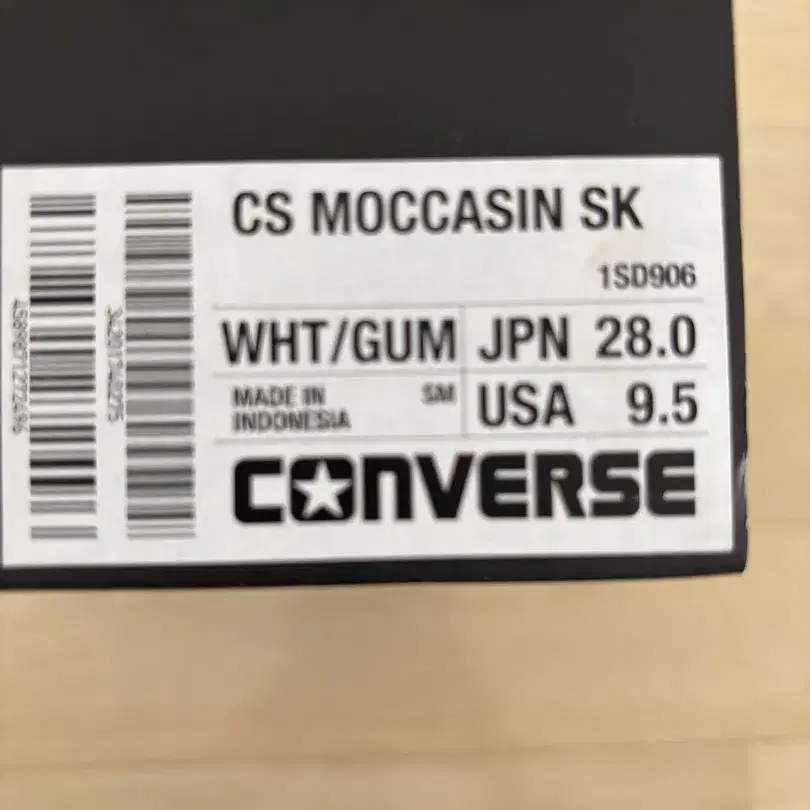 CS MOCCASIN SK
1SD906
WHT/GUM
JPN 28.0
MADE IN
INDONESIA
SM
USA 9.5
CONVERSE